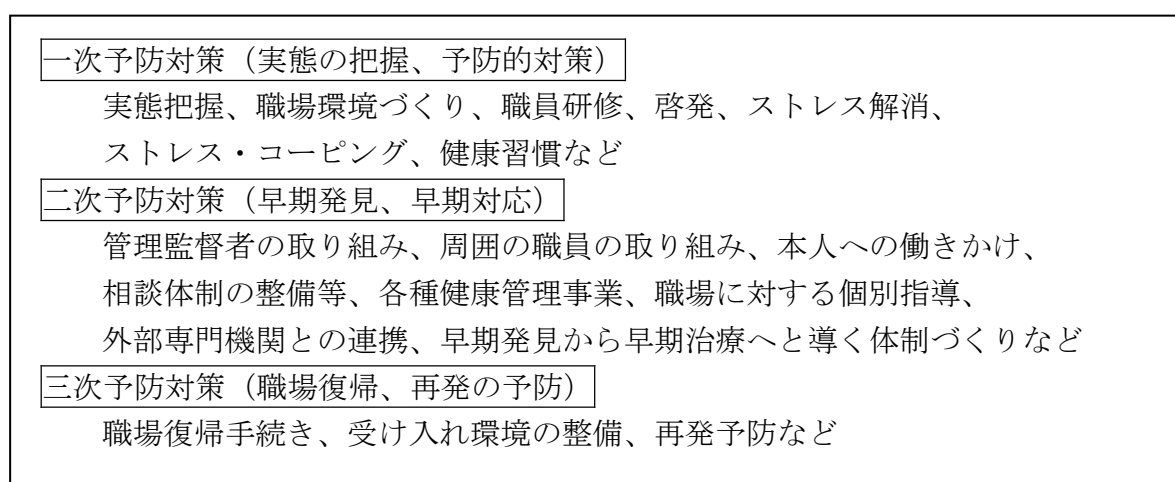 一次予防対策（実態の把握、予防的対策）
実態把握、職場環境づくり、職員研修、啓発、ストレス解消、
ストレス・コーピング、健康習慣など
二次予防対策（早期発見、早期対応）
管理監督者の取り組み、周囲の職員の取り組み、本人への働きかけ、
相談体制の整備等、各種健康管理事業、職場に対する個別指導、
外部専門機関との連携、早期発見から早期治療へと導く体制づくりなど
三次予防対策（職場復帰、再発の予防）
職場復帰手続き、受け入れ環境の整備、再発予防など